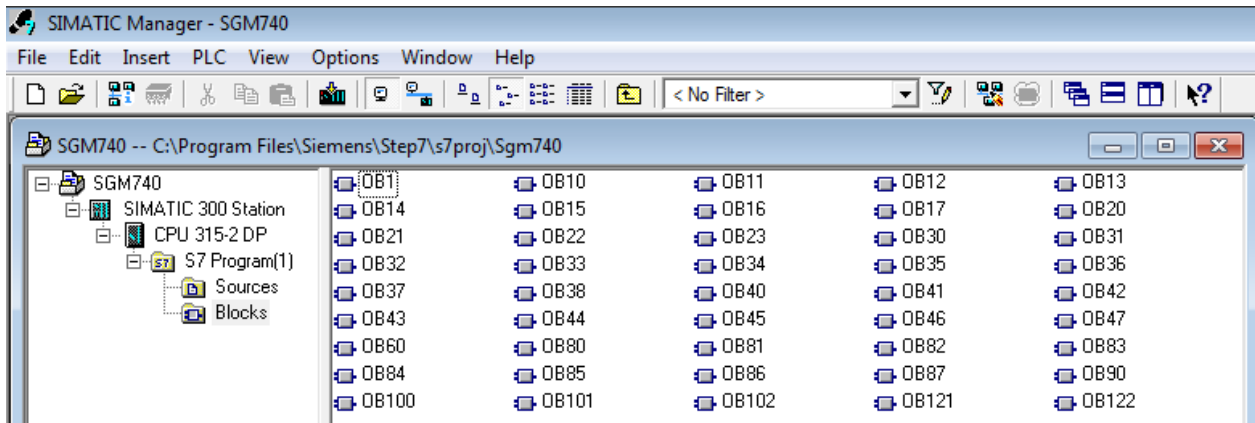 SIMATIC Manager - SGM740
File Edit Insert PLC View Options Window Help
< No Filter >
SGM740 -- C:\Program Files\Siemens\Step7\s7proj\Sgm740
SGM740
SIMATIC 300 Station
CPU 315-2 DP
S7 Program(1)
Sources
Blocks
OB1 OB10 OB11 OB12 OB13
OB14 OB15 OB16 OB17 OB20
OB21 OB22 OB23 OB30 OB31
OB32 OB33 OB34 OB35 OB36
OB37 OB38 OB40 OB41 OB42
OB43 OB44 OB45 OB46 OB47
OB60 OB80 OB81 OB82 OB83
OB84 OB85 OB86 OB87 OB90
OB100 OB101 OB102 OB121 OB122